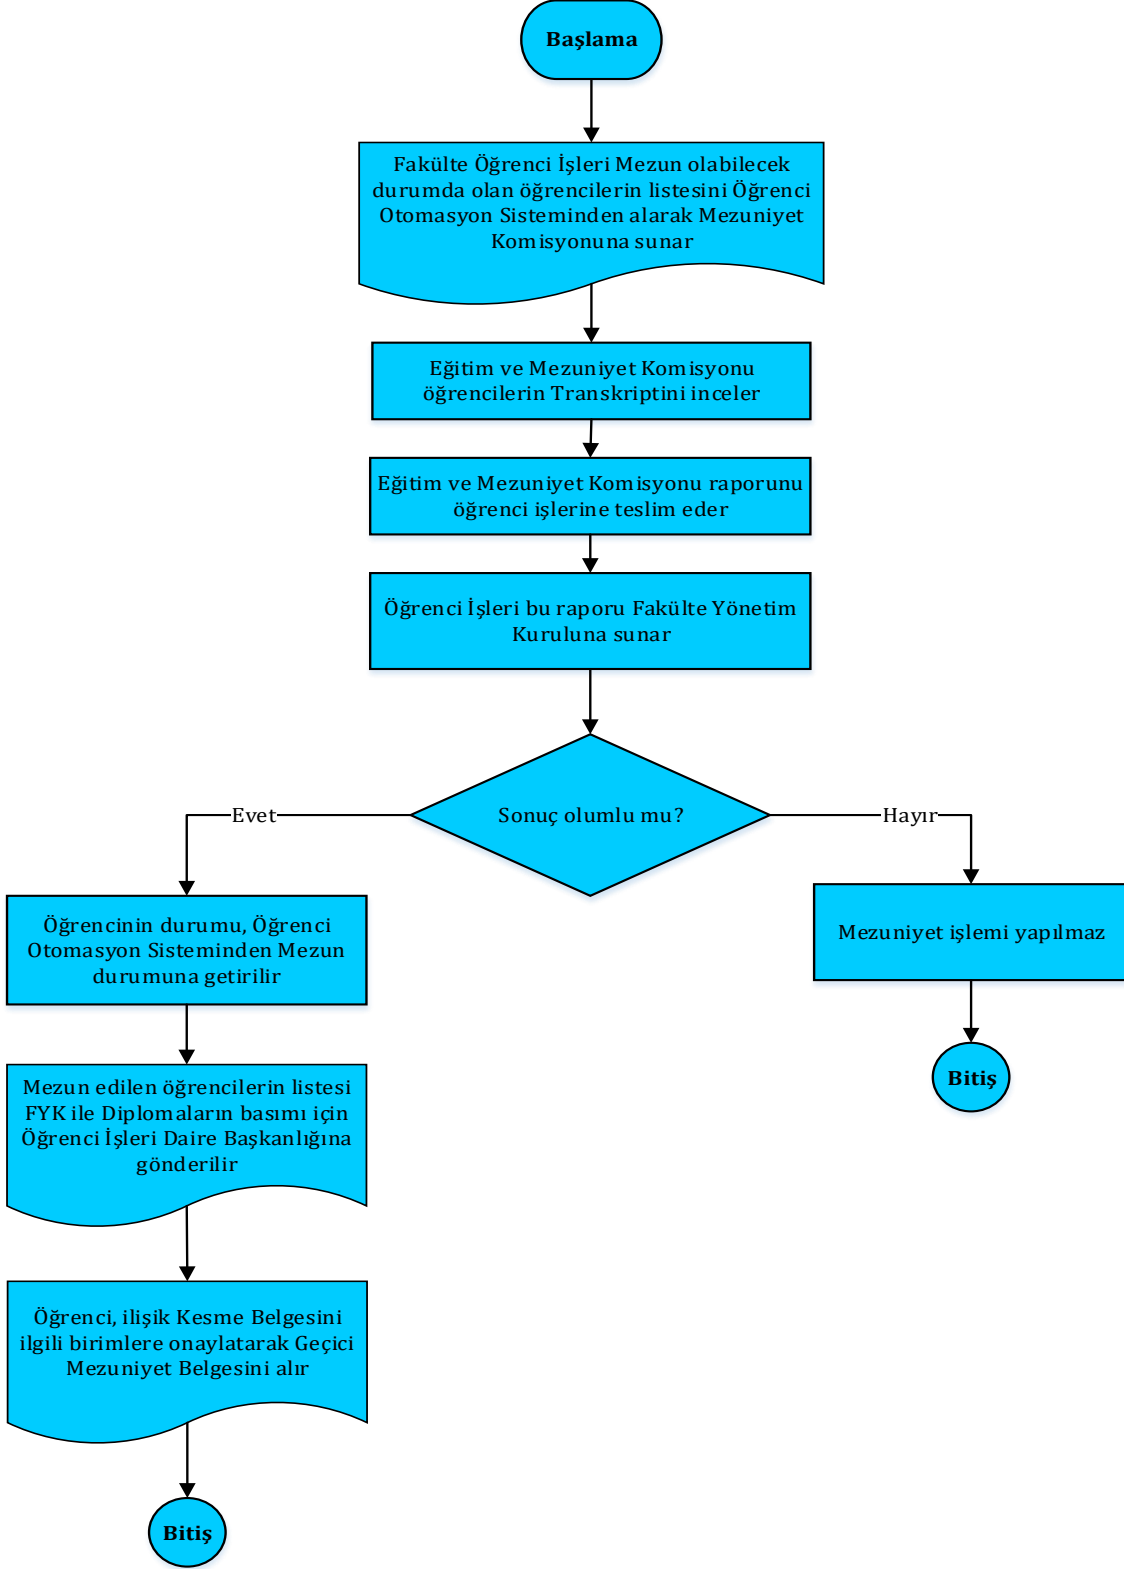 Başlama
Fakülte Öğrenci İşleri Mezun olabilecek
durumda olan öğrencilerin listesini Öğrenci
Otomasyon Sisteminden alarak Mezuniyet
Komisyonuna sunar
Eğitim ve Mezuniyet Komisyonu
öğrencilerin Transkriptini inceler
Eğitim ve Mezuniyet Komisyonu raporunu
öğrenci işlerine teslim eder
Öğrenci İşleri bu raporu Fakülte Yönetim
Kuruluna sunar
Sonuç olumlu mu?
Evet
Hayır
Öğrencinin durumu, Öğrenci
Otomasyon Sisteminden Mezun
durumuna getirilir
Mezuniyet işlemi yapılmaz
Bitiş
Mezun edilen öğrencilerin listesi
FYK ile Diplomaların basımı için
Öğrenci İşleri Daire Başkanlığına
gönderilir
Öğrenci, ilişik Kesme Belgesini
ilgili birimlere onaylatarak Geçici
Mezuniyet Belgesini alır
Bitiş